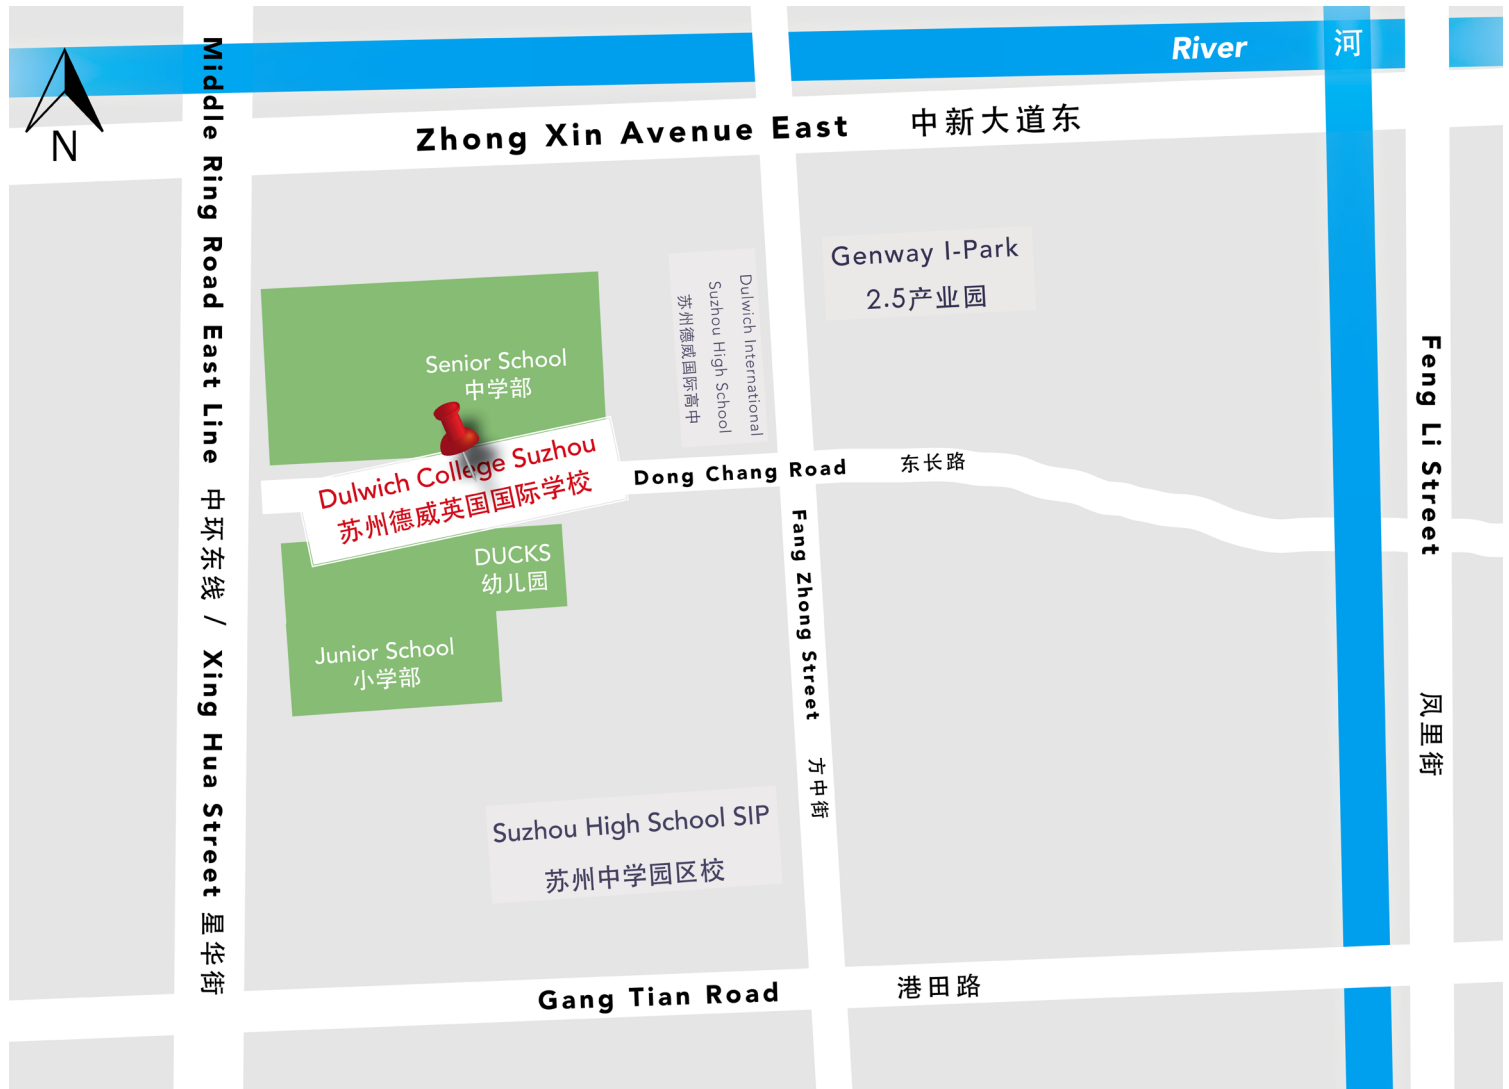 River
河
Zhong Xin Avenue East 中新大道东
N
Middle Ring Road East Line 中环东线 / Xing Hua Street 星华街
Genway I-Park
2.5产业园
Dulwich International
Suzhou High School
苏州德威国际高中
Senior School
中学部
Dulwich College Suzhou
苏州德威英国国际学校
Dong Chang Road 东长路
Feng Li Street 凤里街
Fang Zhong Street 方中街
DUCKS
幼儿园
Junior School
小学部
Suzhou High School SIP
苏州中学园区校
Gang Tian Road 港田路